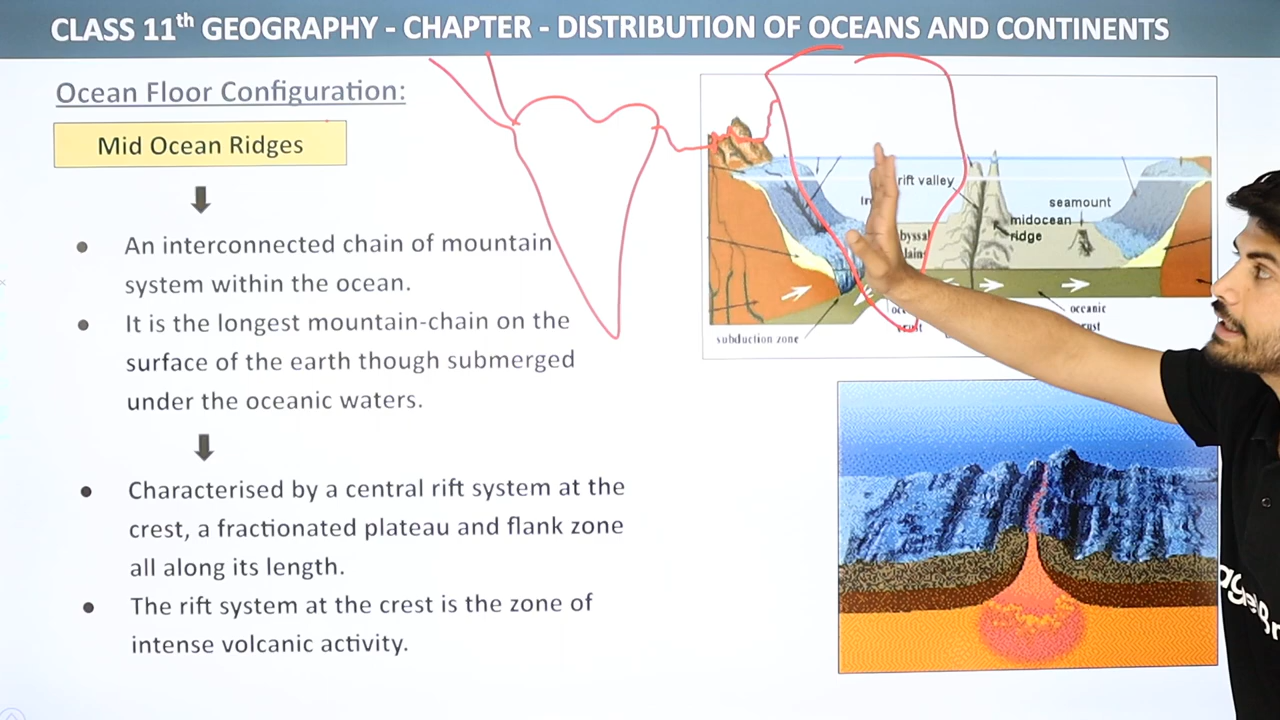 CLASS 11th GEOGRAPHY - CHAPTER - DISTRIBUTION OF OCEANS AND CONTINENTS
Ocean Floor Configuration:
Mid Ocean Ridges
● An interconnected chain of mountain
system within the ocean.
● It is the longest mountain-chain on the
surface of the earth though submerged
under the oceanic waters.
● Characterised by a central rift system at the
crest, a fractionated plateau and flank zone
all along its length.
● The rift system at the crest is the zone of
intense volcanic activity.
rift valley
seamount
midocean
ridge
oceanic
subduction zone